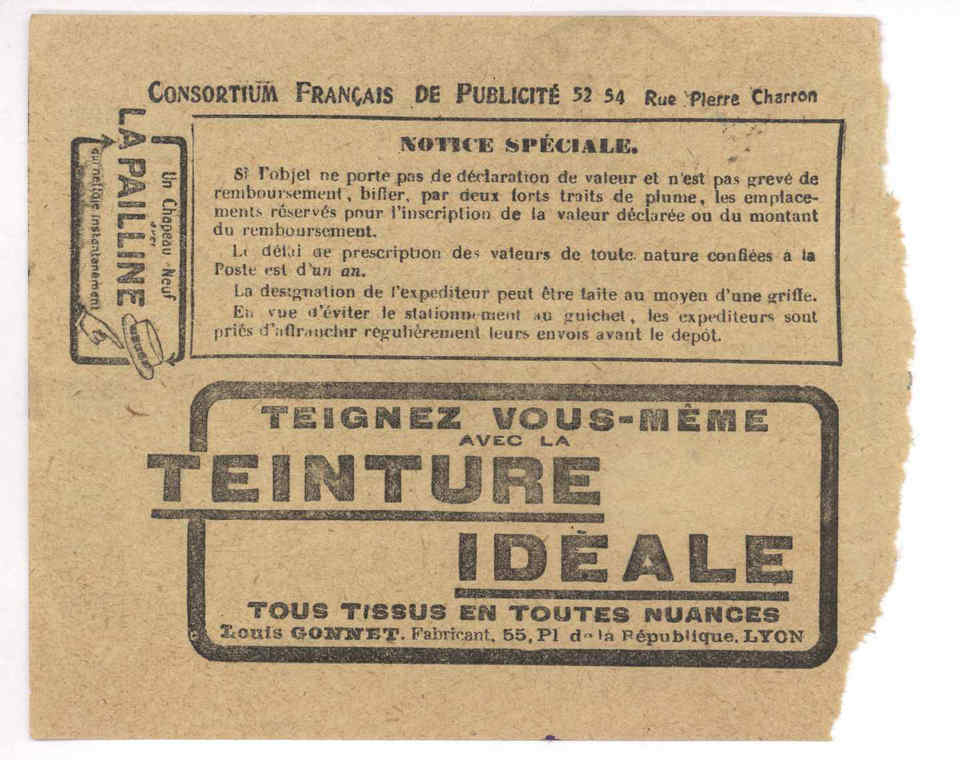 CONSORTIUM FRANÇAIS DE PUBLICITÉ 52 54 Rue Pierre Charron
Un Chapeau Neuf
avec
LA PAILLINE
qui nettoie instantanément
NOTICE SPÉCIALE.
Si l'objet ne porte pas de déclaration de valeur et n'est pas grevé de
remboursement, biffer, par deux forts traits de plume, les emplace-
ments réservés pour l'inscription de la valeur déclarée ou du montant
du remboursement.
Le délai de prescription des valeurs de toute nature confiées à la
Poste est d'un an.
La designation de l'expediteur peut être faite au moyen d'une griffe.
En vue d'éviter le stationnement au guichet, les expediteurs sont
priés d'affranchir régulièrement leurs envois avant le depót.
TEIGNEZ VOUS-MÊME
AVEC LA
TEINTURE
IDÉALE
TOUS TISSUS EN TOUTES NUANCES
Louis GONNET. Fabricant, 55, Pl de la République. LYON